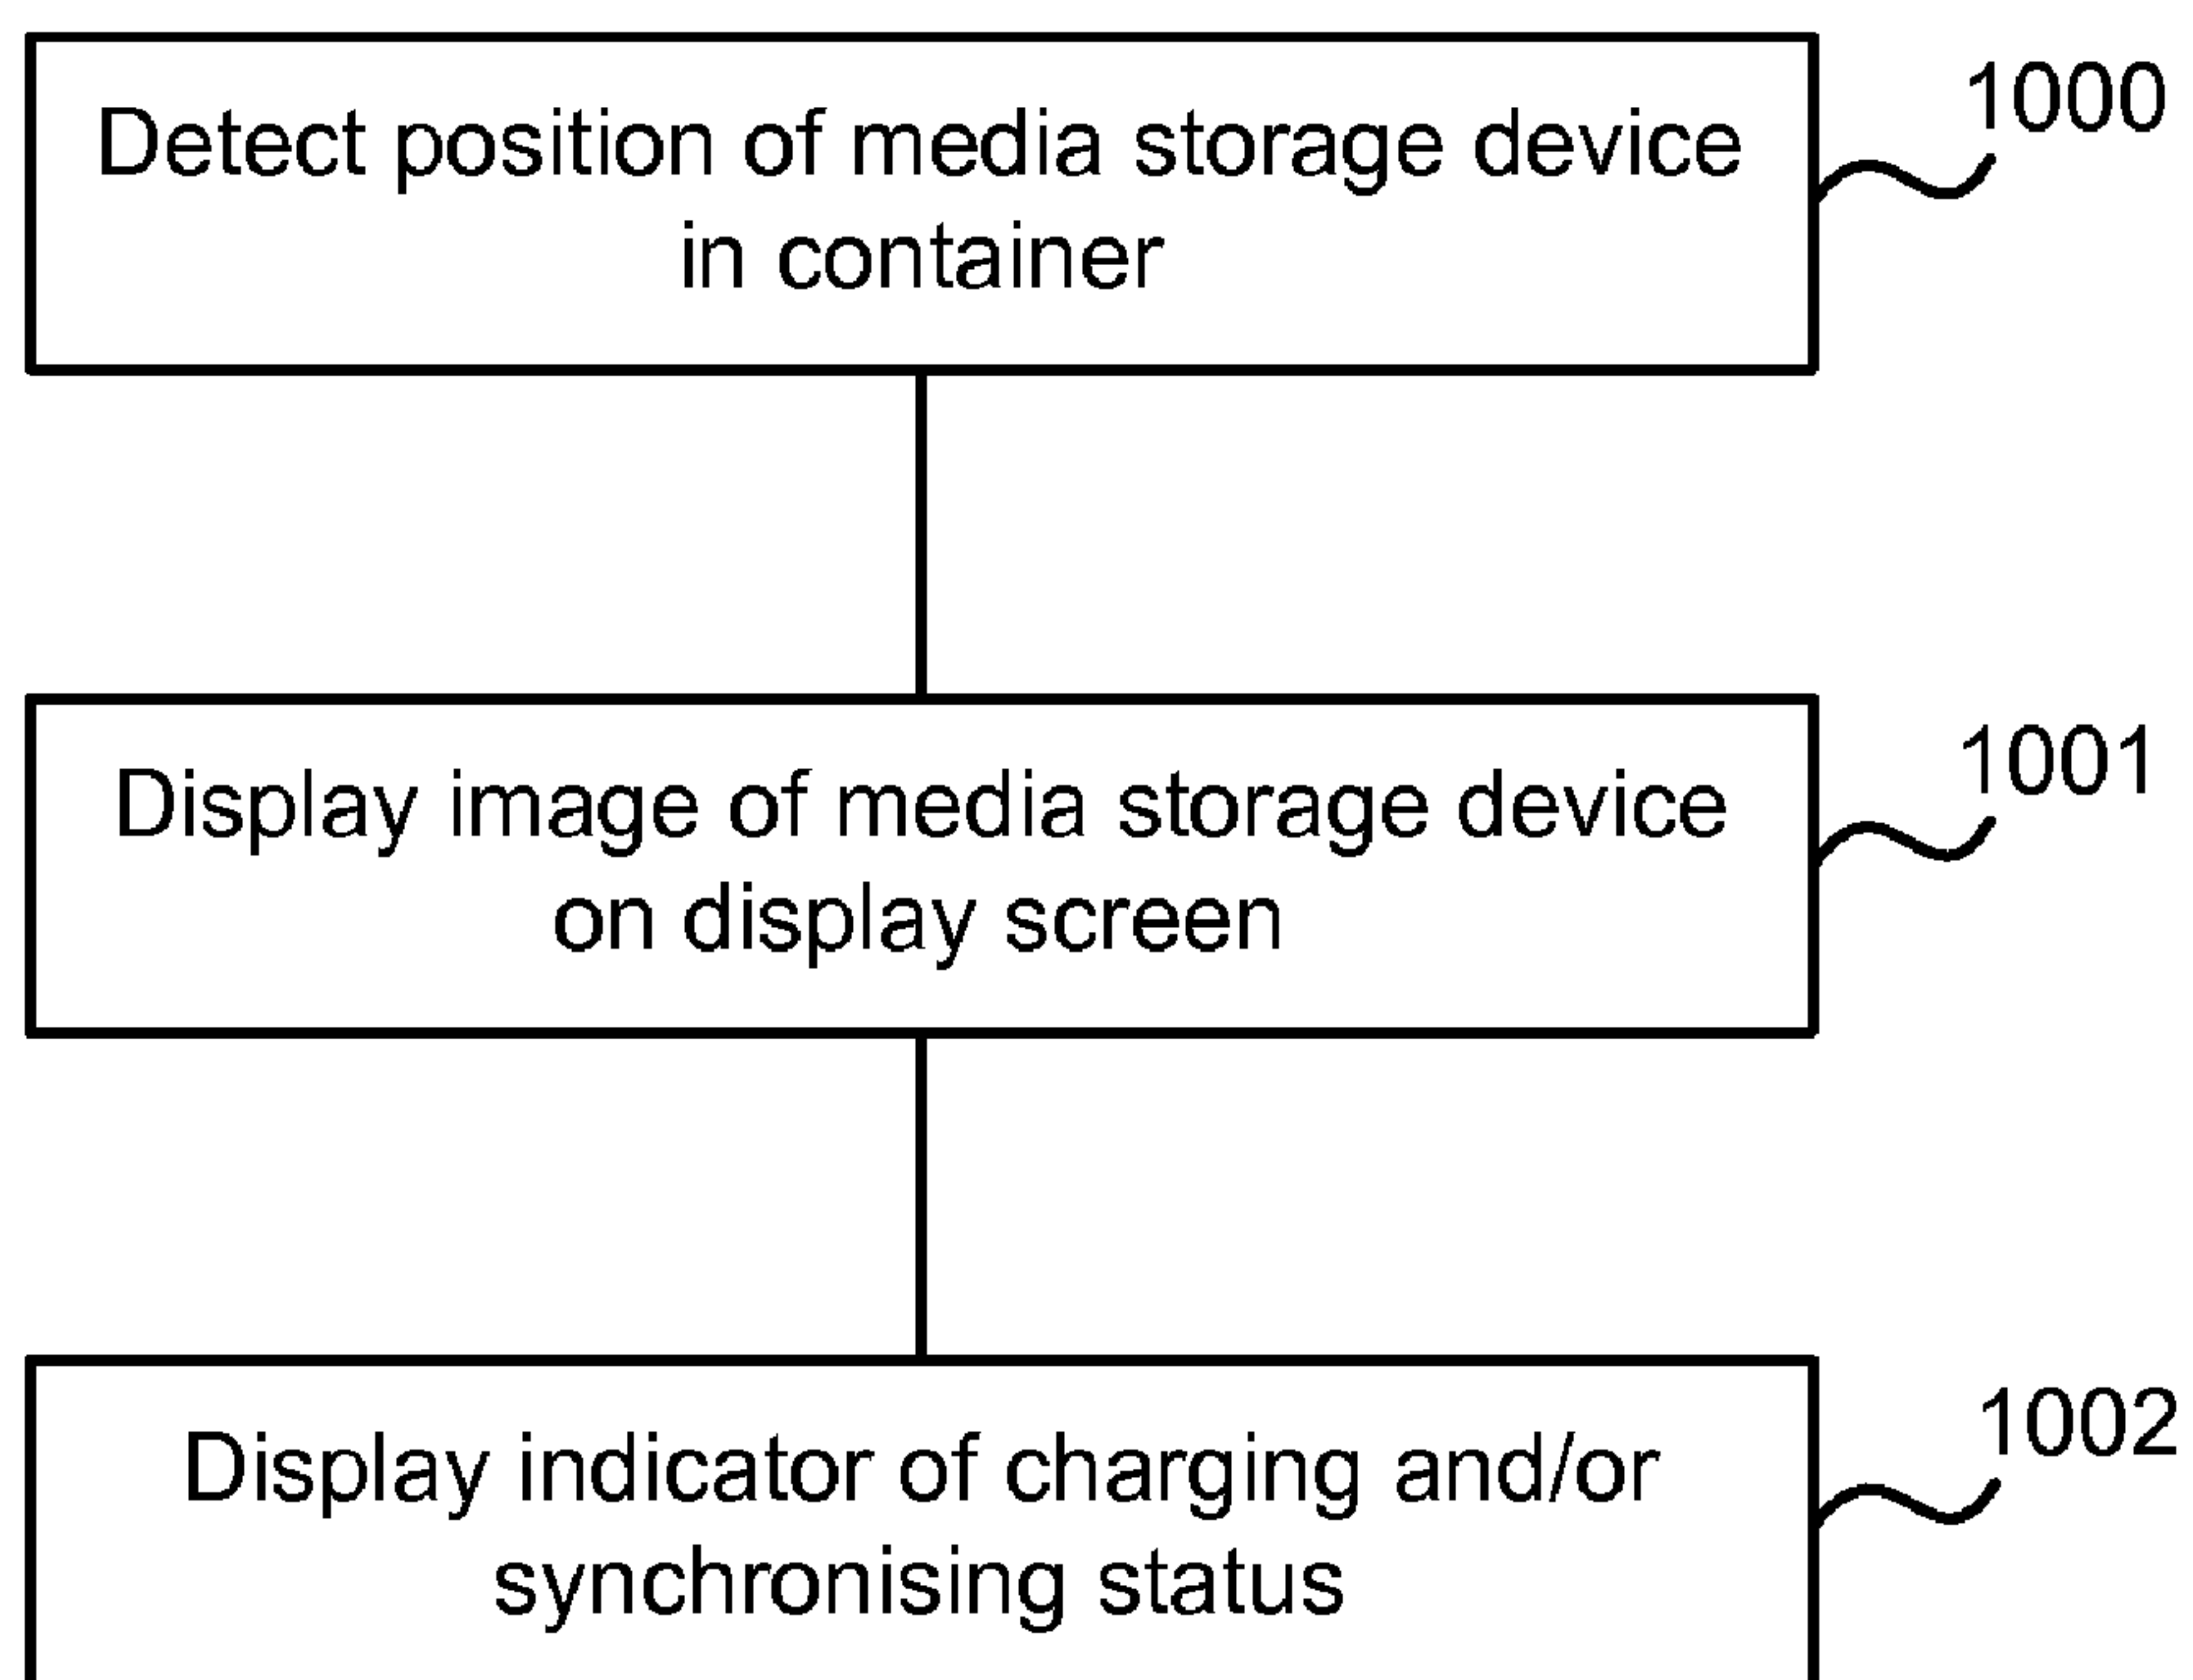 Detect position of media storage device
in container
1000
Display image of media storage device
on display screen
1001
Display indicator of charging and/or
synchronising status
1002